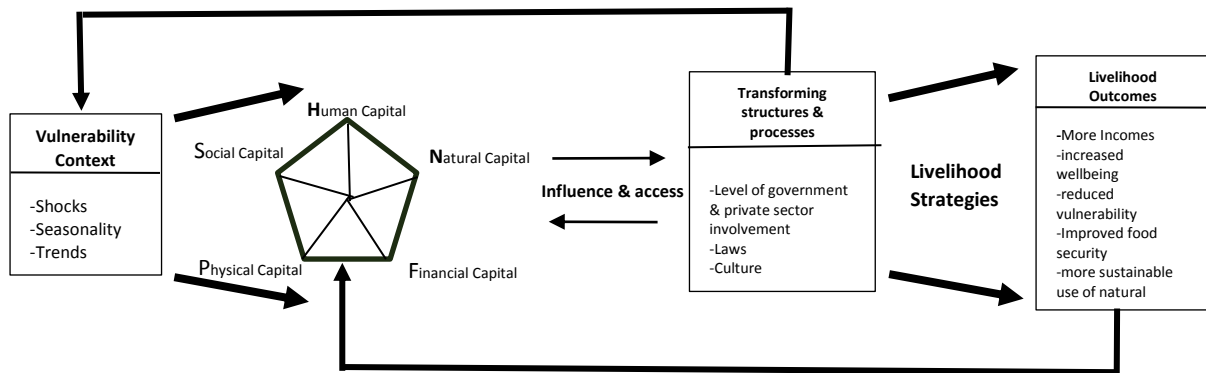 Vulnerability
Context
-Shocks
-Seasonality
-Trends
Human Capital
Social Capital
Natural Capital
Physical Capital
Financial Capital
Influence & access
Transforming
structures &
processes
-Level of government
& private sector
involvement
-Laws
-Culture
Livelihood
Strategies
Livelihood
Outcomes
-More Incomes
-increased
wellbeing
-reduced
vulnerability
-Improved food
security
-more sustainable
use of natural